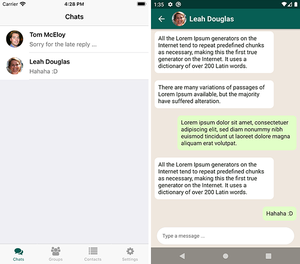 Carrier
4:28 PM
Chats
Tom McEloy
Sorry for the late reply ...
Leah Douglas
Hahaha :D
Chats
Groups
Contacts
Settings
1:35
Leah Douglas
All the Lorem Ipsum generators on the
Internet tend to repeat predefined chunks
as necessary, making this the first true
generator on the Internet. It uses a
dictionary of over 200 Latin words.
There are many variations of passages of
Lorem Ipsum available, but the majority
have suffered alteration.
Lorem ipsum dolor sit amet, consectetuer
adipiscing elit, sed diam nonummy nibh
euismod tincidunt ut laoreet dolore magna
aliquam erat volutpat.
All the Lorem Ipsum generators on the
Internet tend to repeat predefined chunks
as necessary, making this the first true
generator on the Internet. It uses a
dictionary of over 200 Latin words.
Hahaha :D
Type a message ...